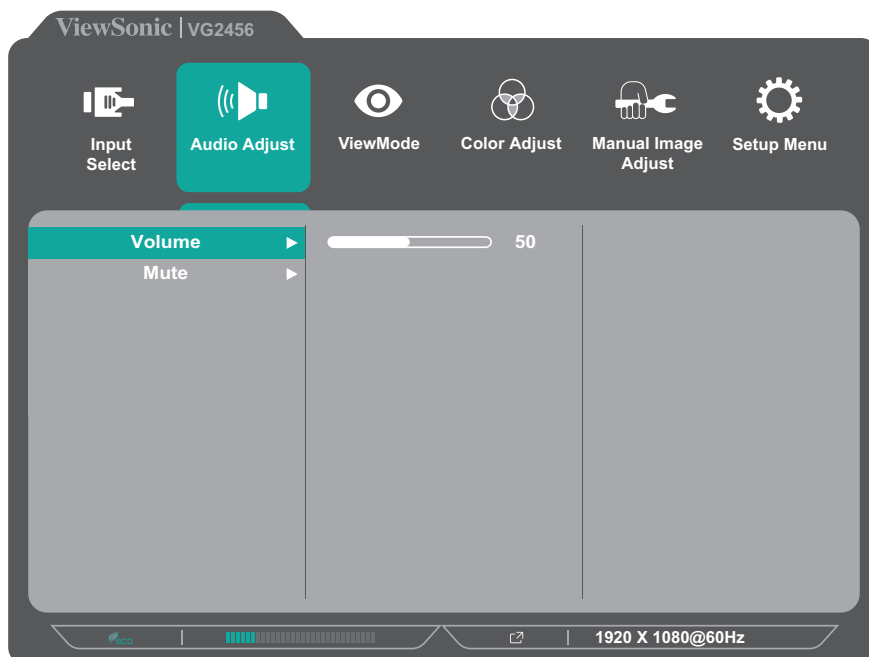 ViewSonic | VG2456
Input
Select
Audio Adjust
ViewMode
Color Adjust
Manual Image
Adjust
Setup Menu
Volume
50
Mute
eco
1920 X 1080@60Hz